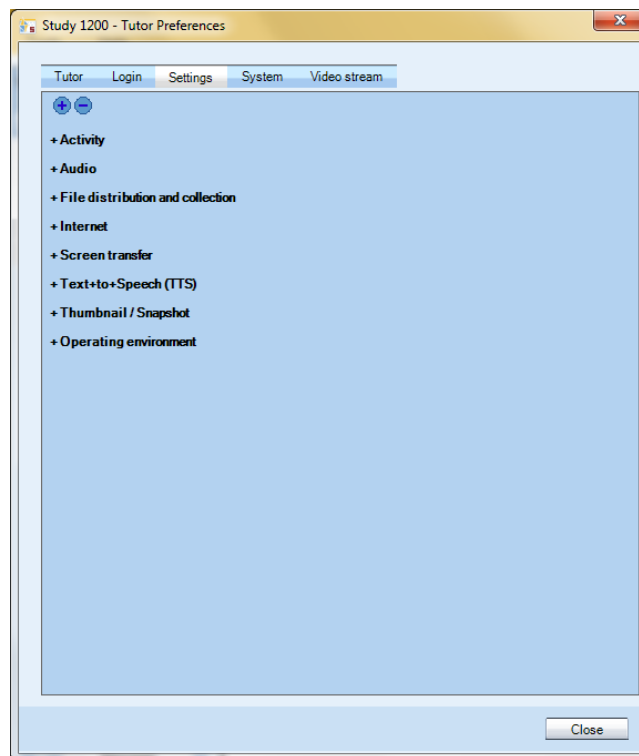 Study 1200 - Tutor Preferences
Tutor Login Settings System Video stream
+ Activity
+ Audio
+ File distribution and collection
+ Internet
+ Screen transfer
+ Text+to+Speech (TTS)
+ Thumbnail / Snapshot
+ Operating environment
Close